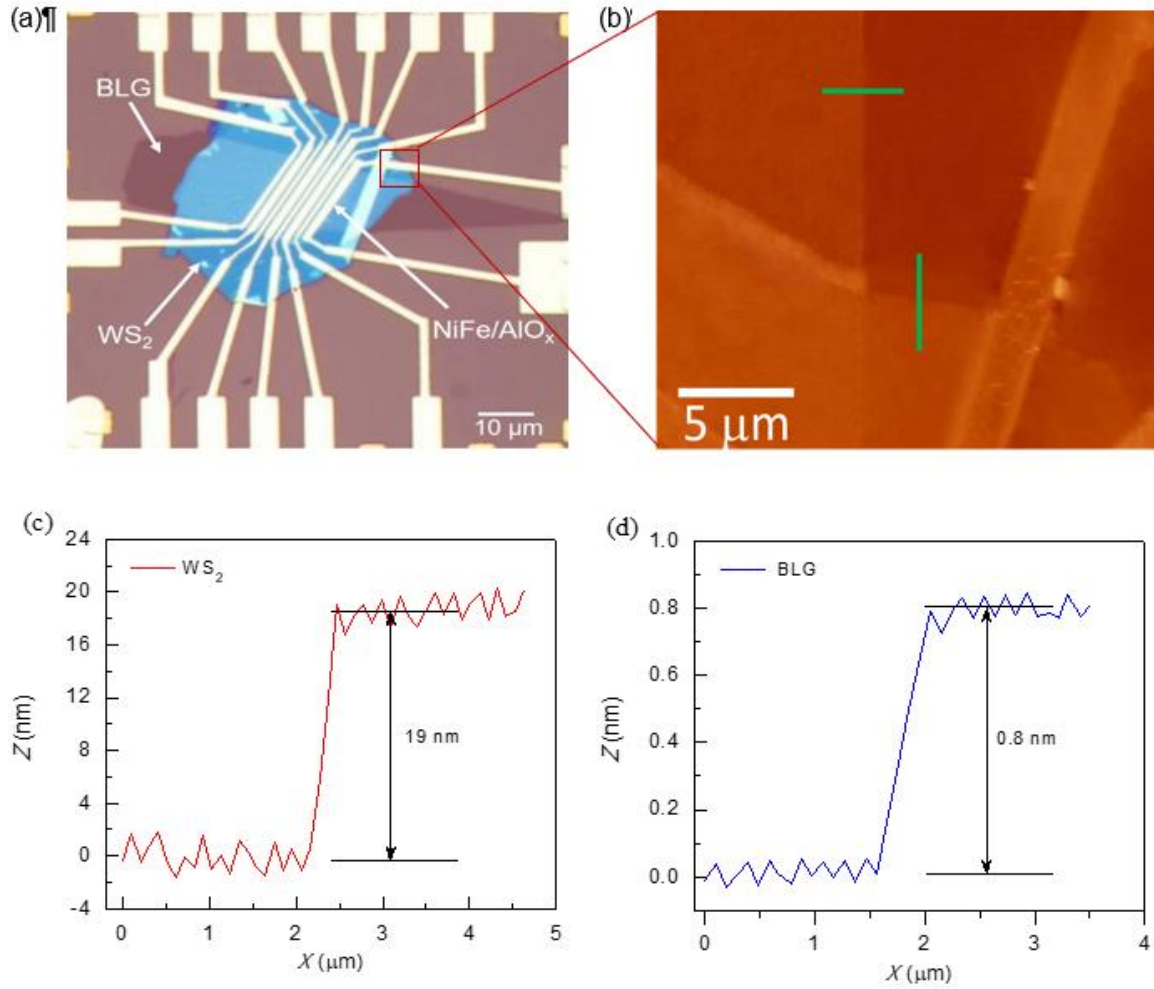 (a)¶
BLG
WS2
NiFe/AlOx
10 µm
(b)
5 µm
(c)
24
20
16
12
8
4
0
-4
Z(nm)
WS2
19 nm
0 1 2 3 4 5
X (µm)
(d)
1.0
0.8
0.6
0.4
0.2
0.0
Z(nm)
BLG
0.8 nm
0 1 2 3 4
X (µm)